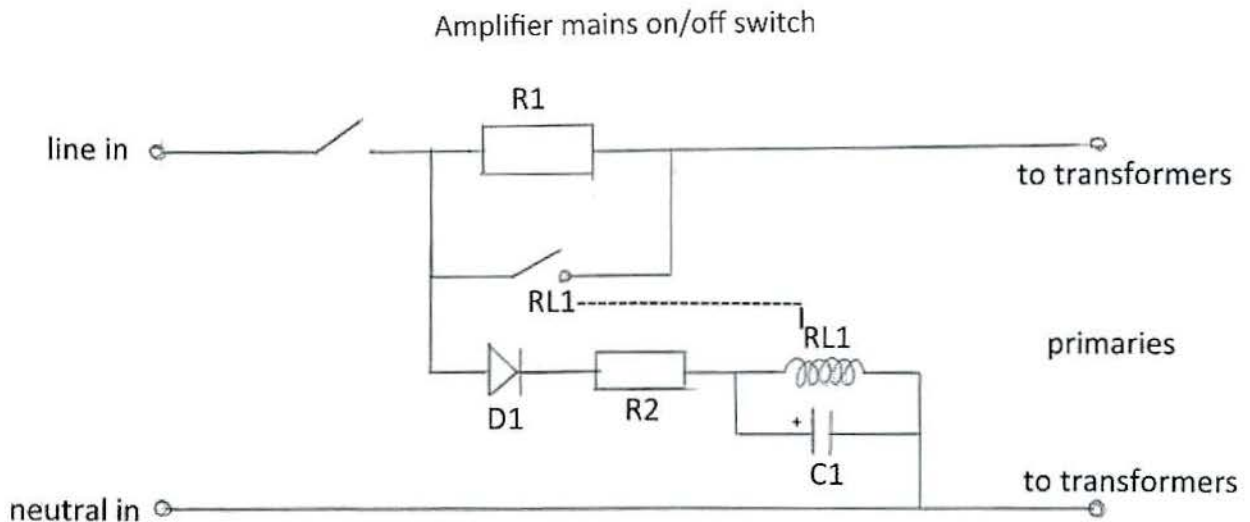 Amplifier mains on/off switch
R1
line in
to transformers
RL1
RL1
primaries
D1
R2
+
C1
to transformers
neutral in